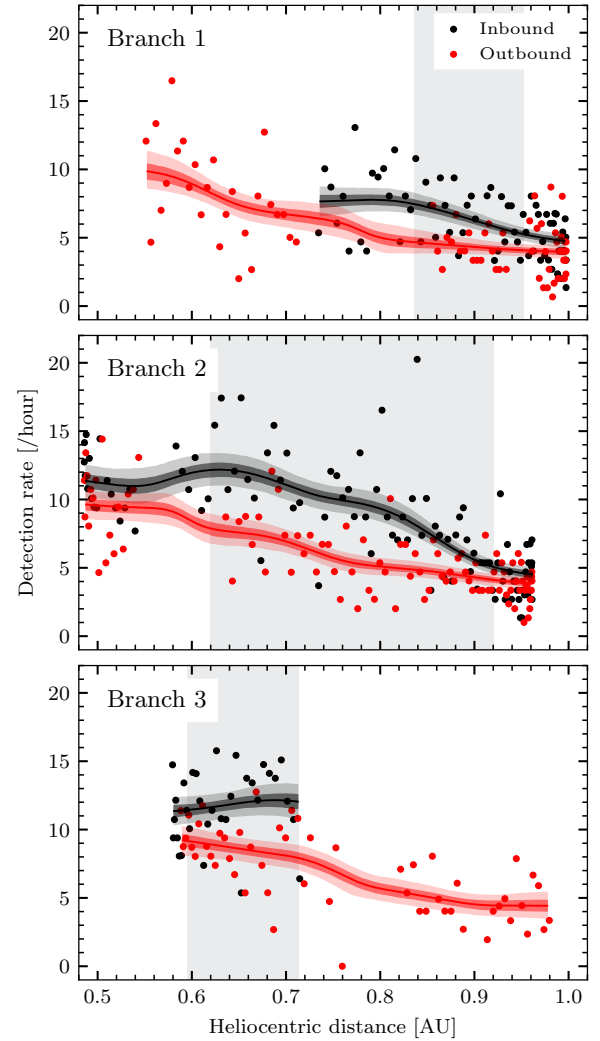 Branch 1
Inbound
Outbound
20
15
10
5
0
Branch 2
20
15
10
5
0
Detection rate [/hour]
Branch 3
20
15
10
5
0
0.5 0.6 0.7 0.8 0.9 1.0
Heliocentric distance [AU]